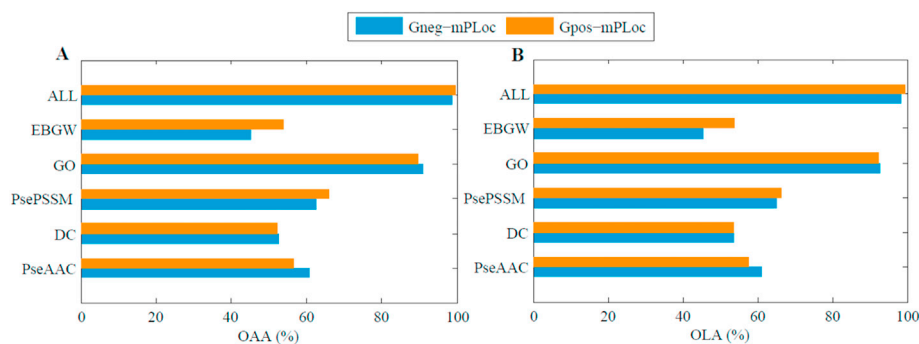 Gneg−mPLoc Gpos−mPLoc
A
ALL
EBGW
GO
PsePSSM
DC
PseAAC
0 20 40 60 80 100
OAA (%)
B
ALL
EBGW
GO
PsePSSM
DC
PseAAC
0 20 40 60 80 100
OLA (%)